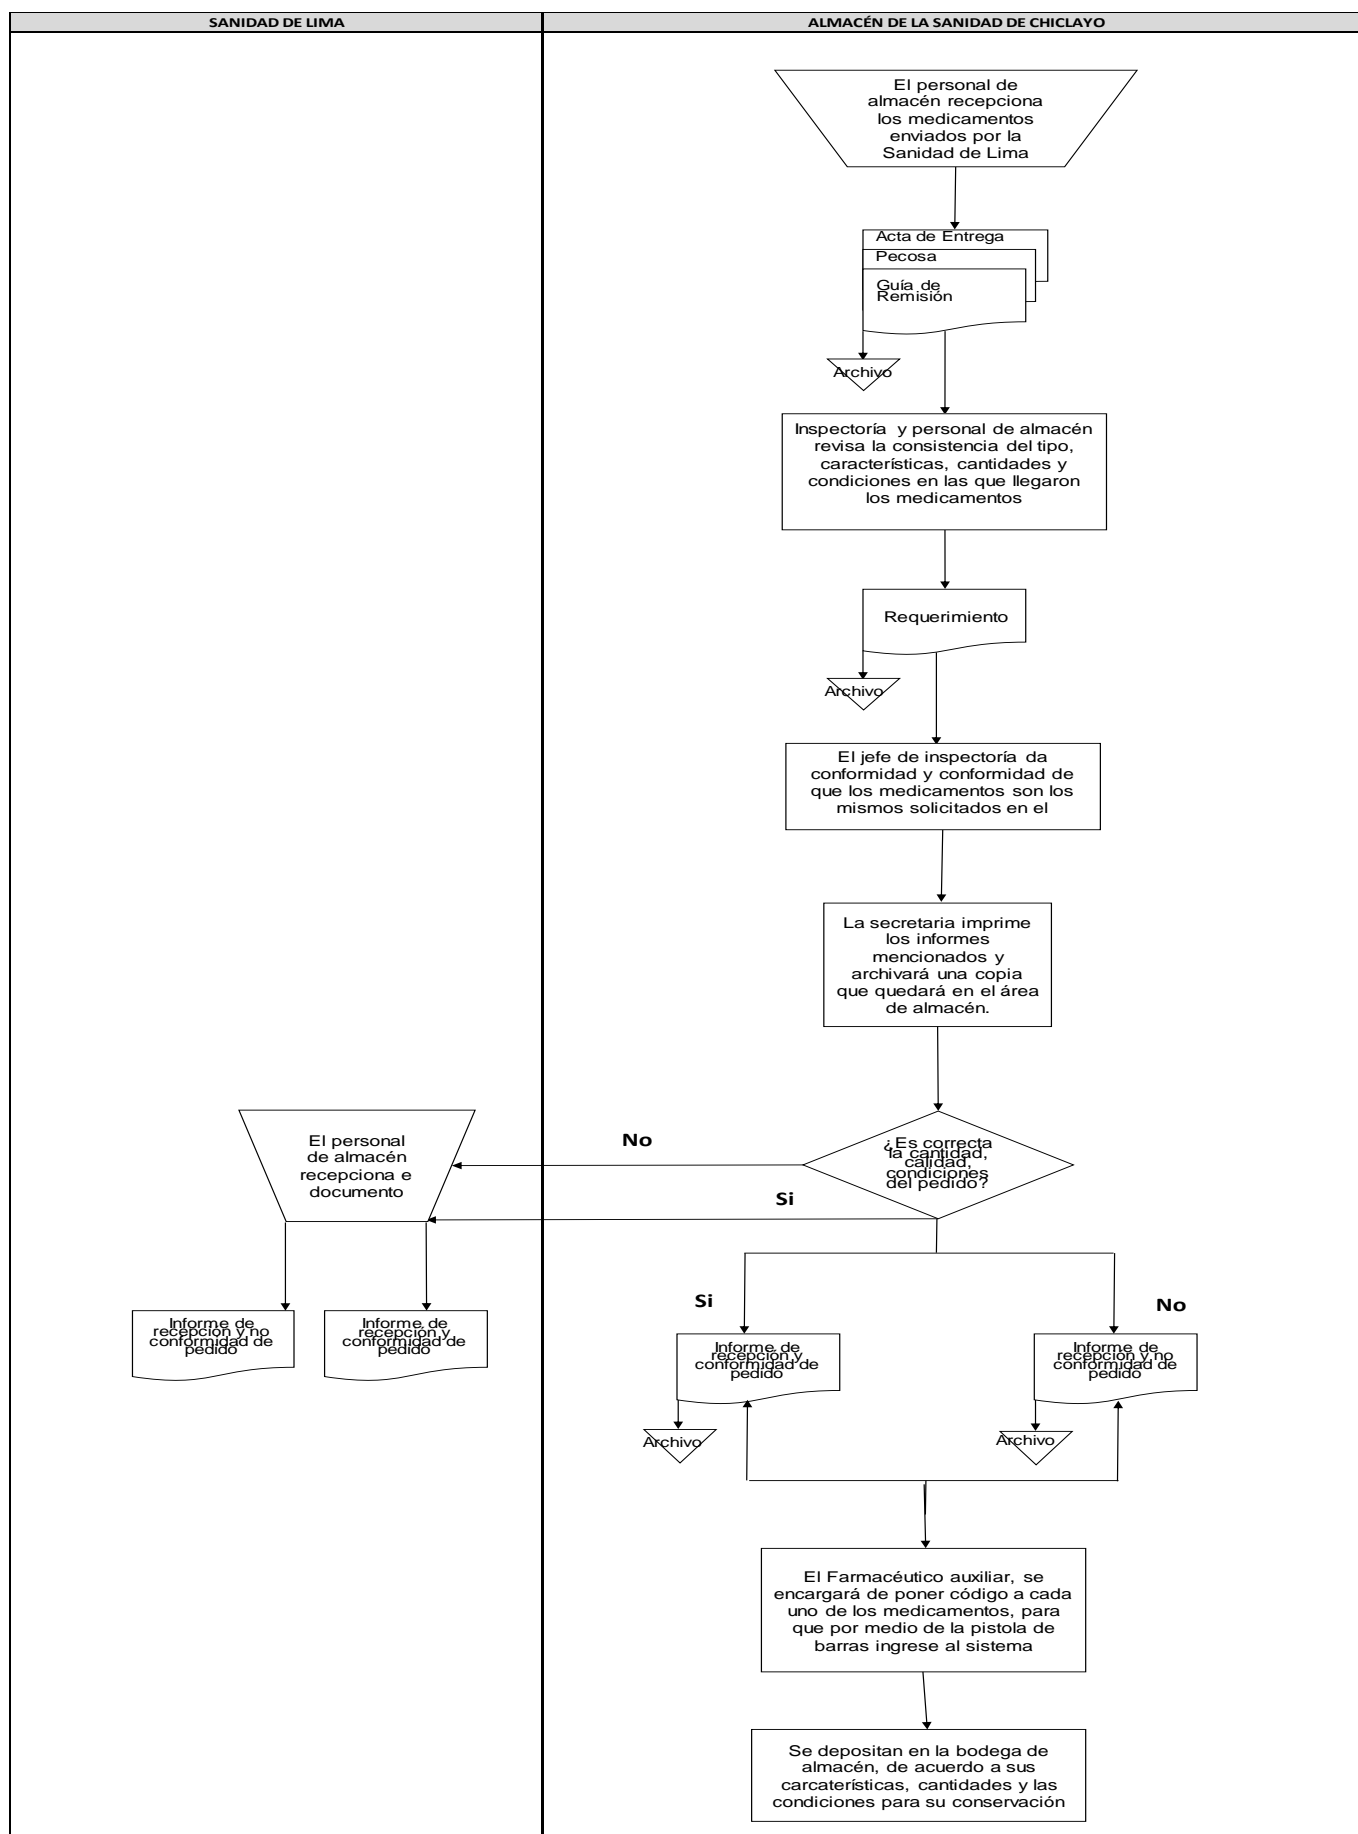 SANIDAD DE LIMA
ALMACÉN DE LA SANIDAD DE CHICLAYO
El personal de
almacén recepciona
los medicamentos
enviados por la
Sanidad de Lima
Acta de Entrega
Pecosa
Guía de
Remisión
Archivo
Inspectoría y personal de almacén
revisa la consistencia del tipo,
características, cantidades y
condiciones en las que llegaron
los medicamentos
Requerimiento
Archivo
El jefe de inspectoría da
conformidad y conformidad de
que los medicamentos son los
mismos solicitados en el
La secretaria imprime
los informes
mencionados y
archivará una copia
que quedará en el área
de almacén.
¿Es correcta
la cantidad,
calidad,
condiciones
del pedido?
No
Si
El personal
de almacén
recepciona e
documento
Informe de
recepción y no
conformidad de
pedido
Informe de
recepción y
conformidad de
pedido
Si
No
Informe de
recepción y
conformidad de
pedido
Informe de
recepción y no
conformidad de
pedido
Archivo
Archivo
El Farmacéutico auxiliar, se
encargará de poner código a cada
uno de los medicamentos, para
que por medio de la pistola de
barras ingrese al sistema
Se depositan en la bodega de
almacén, de acuerdo a sus
carcaterísticas, cantidades y las
condiciones para su conservación